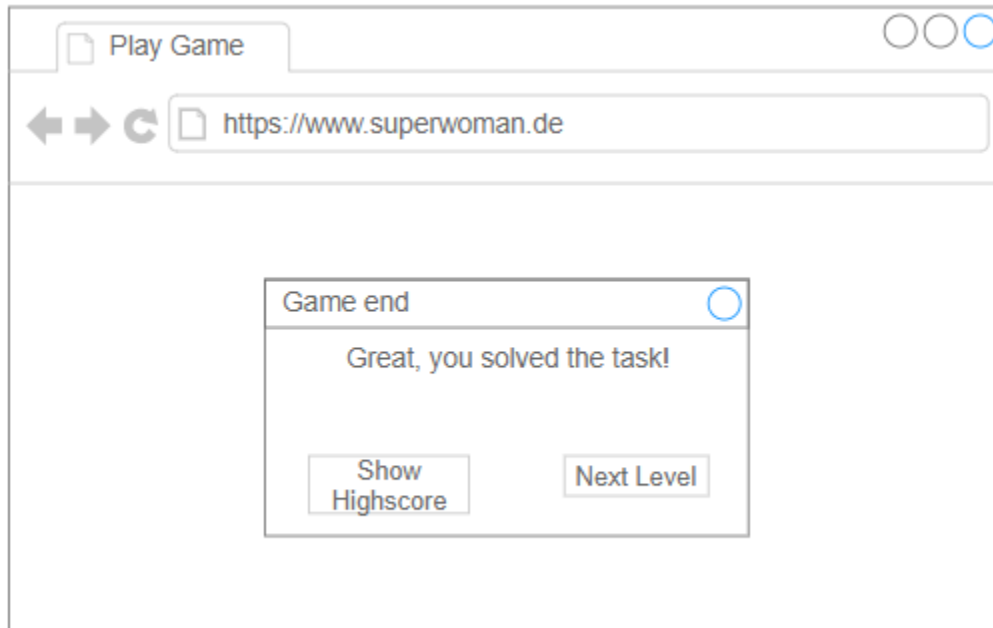 Play Game
https://www.superwoman.de
Game end
Great, you solved the task!
Show
Highscore
Next Level